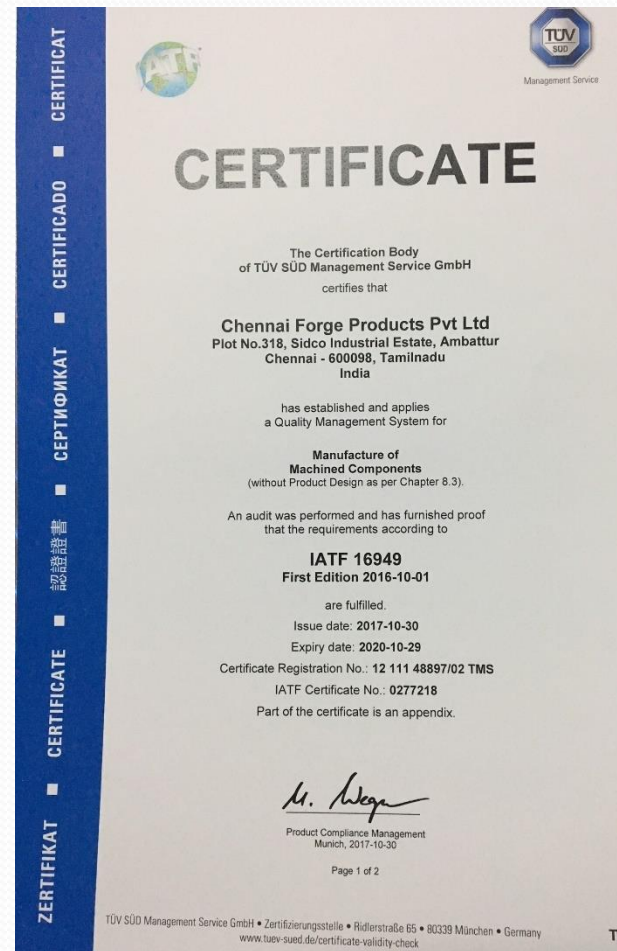 ZERTIFIKAT ■ CERTIFICATE ■ 認證證書 ■ СЕРТИФИКАТ ■ CERTIFICADO ■ CERTIFICAT
IATF
TÜV
SÜD
Management Service
CERTIFICATE
The Certification Body
of TÜV SÜD Management Service GmbH
certifies that
Chennai Forge Products Pvt Ltd
Plot No.318, Sidco Industrial Estate, Ambattur
Chennai - 600098, Tamilnadu
India
has established and applies
a Quality Management System for
Manufacture of
Machined Components
(without Product Design as per Chapter 8.3).
An audit was performed and has furnished proof
that the requirements according to
IATF 16949
First Edition 2016-10-01
are fulfilled.
Issue date: 2017-10-30
Expiry date: 2020-10-29
Certificate Registration No.: 12 111 48897/02 TMS
IATF Certificate No.: 0277218
Part of the certificate is an appendix.
Product Compliance Management
Munich, 2017-10-30
Page 1 of 2
TÜV SÜD Management Service GmbH • Zertifizierungsstelle • Ridlerstraße 65 • 80339 München • Germany
www.tuev-sued.de/certificate-validity-check